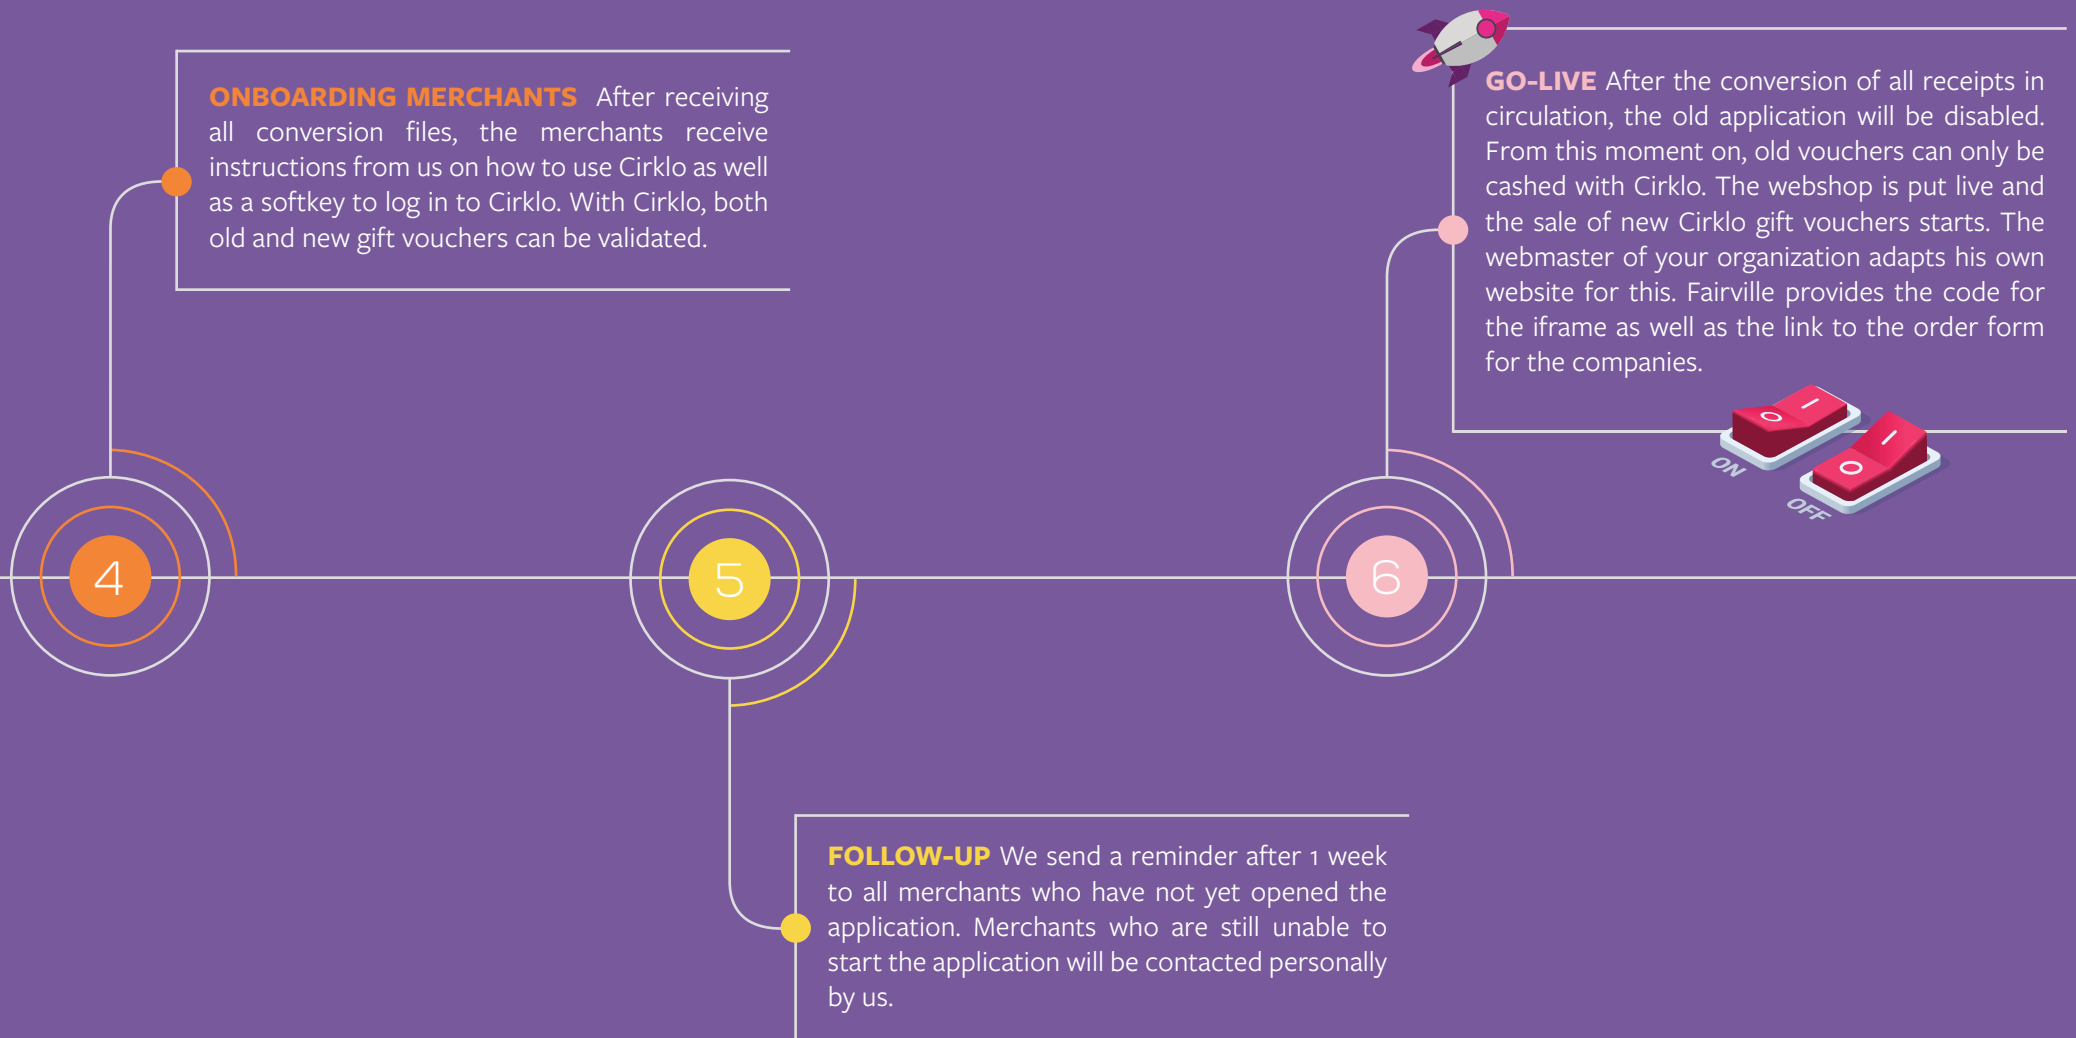 ONBOARDING MERCHANTS After receiving
all conversion files, the merchants receive
instructions from us on how to use Cirklo as well
as a softkey to log in to Cirklo. With Cirklo, both
old and new gift vouchers can be validated.
4
5
FOLLOW-UP We send a reminder after 1 week
to all merchants who have not yet opened the
application. Merchants who are still unable to
start the application will be contacted personally
by us.
GO-LIVE After the conversion of all receipts in
circulation, the old application will be disabled.
From this moment on, old vouchers can only be
cashed with Cirklo. The webshop is put live and
the sale of new Cirklo gift vouchers starts. The
webmaster of your organization adapts his own
website for this. Fairville provides the code for
the iframe as well as the link to the order form
for the companies.
ON
OFF
6